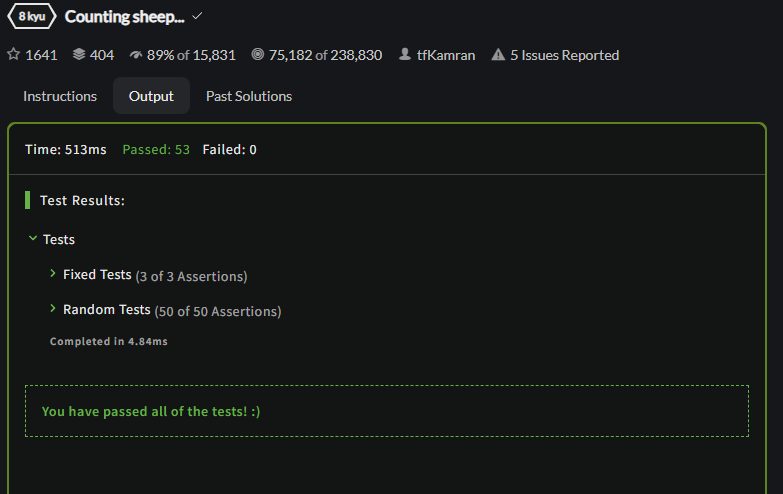 8 kyu Counting sheep...
1641 404 89% of 15,831 75,182 of 238,830 tfKamran 5 Issues Reported
Instructions Output Past Solutions
Time: 513ms Passed: 53 Failed: 0
Test Results:
Tests
Fixed Tests (3 of 3 Assertions)
Random Tests (50 of 50 Assertions)
Completed in 4.84ms
You have passed all of the tests! :)